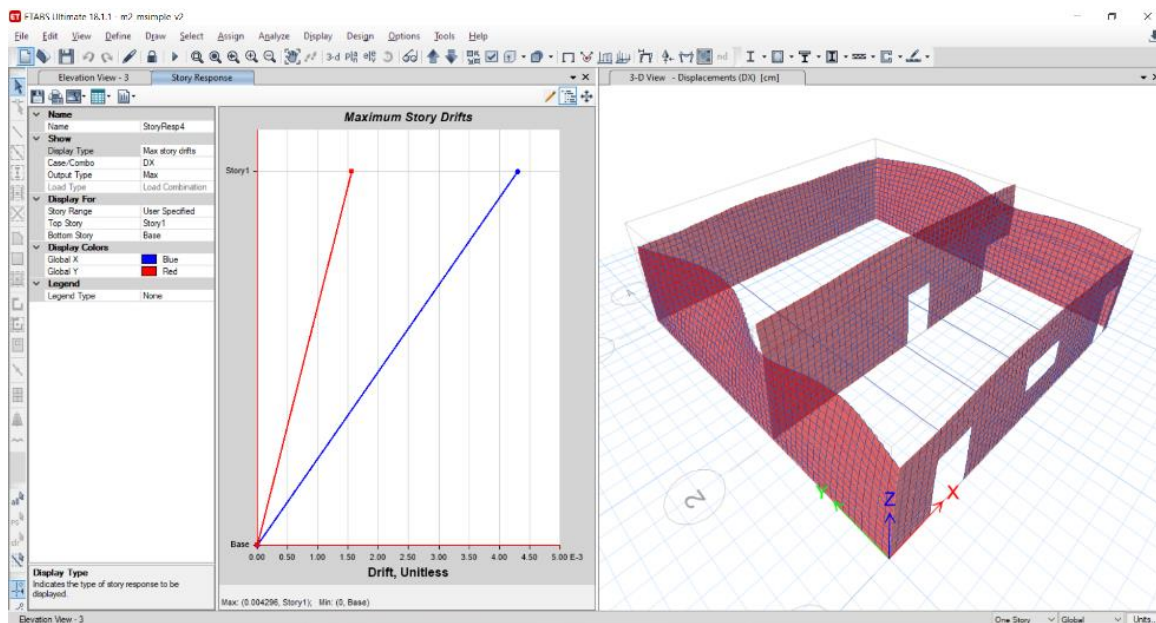 ETABS Ultimate 18.1.1 - m2_msimple_v2
File Edit View Define Draw Select Assign Analyze Display Design Options Tools Help
Elevation View - 3 Story Response
3-D View - Displacements (DX) [cm]
Name
Name StoryResp4
Show
Display Type Max story drifts
Case/Combo DX
Output Type Max
Load Type Load Combination
Display For
Story Range User Specified
Top Story Story1
Bottom Story Base
Display Colors
Global X Blue
Global Y Red
Legend
Legend Type None
Display Type
Indicates the type of story response to be
displayed.
Maximum Story Drifts
Story1
Base
0.00 0.50 1.00 1.50 2.00 2.50 3.00 3.50 4.00 4.50 5.00 E-3
Drift, Unitless
Max: (0.004296, Story1); Min: (0, Base)
2
Y Z X
Elevation View - 3
One Story Global Units...